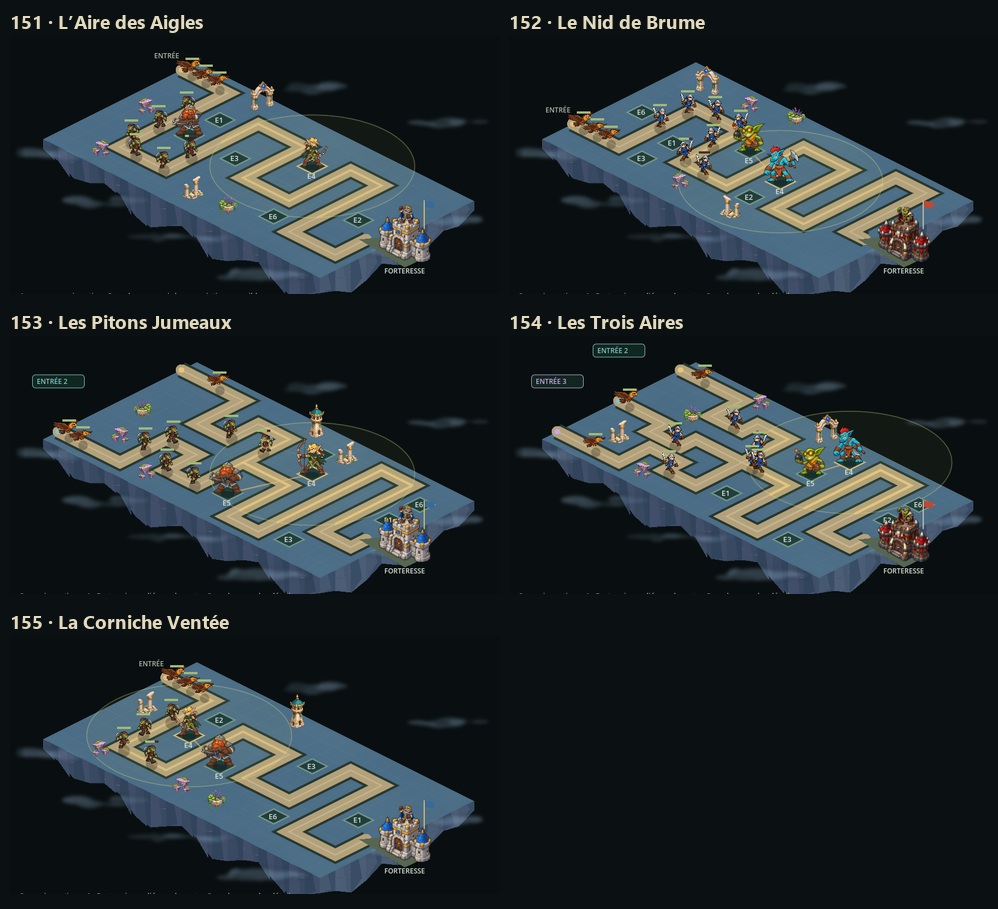 151 · L’Aire des Aigles
ENTRÉE
E1
E3
E4
E6
E2
FORTERESSE
152 · Le Nid de Brume
ENTRÉE
E6
E1
E3
E5
E4
E2
FORTERESSE
153 · Les Pitons Jumeaux
ENTRÉE 2
E4
E5
E6
E3
FORTERESSE
154 · Les Trois Aires
ENTRÉE 2
ENTRÉE 3
E4
E5
E1
E6
E2
E3
FORTERESSE
155 · La Corniche Ventée
ENTRÉE
E2
E4
E5
E3
E6
E1
FORTERESSE